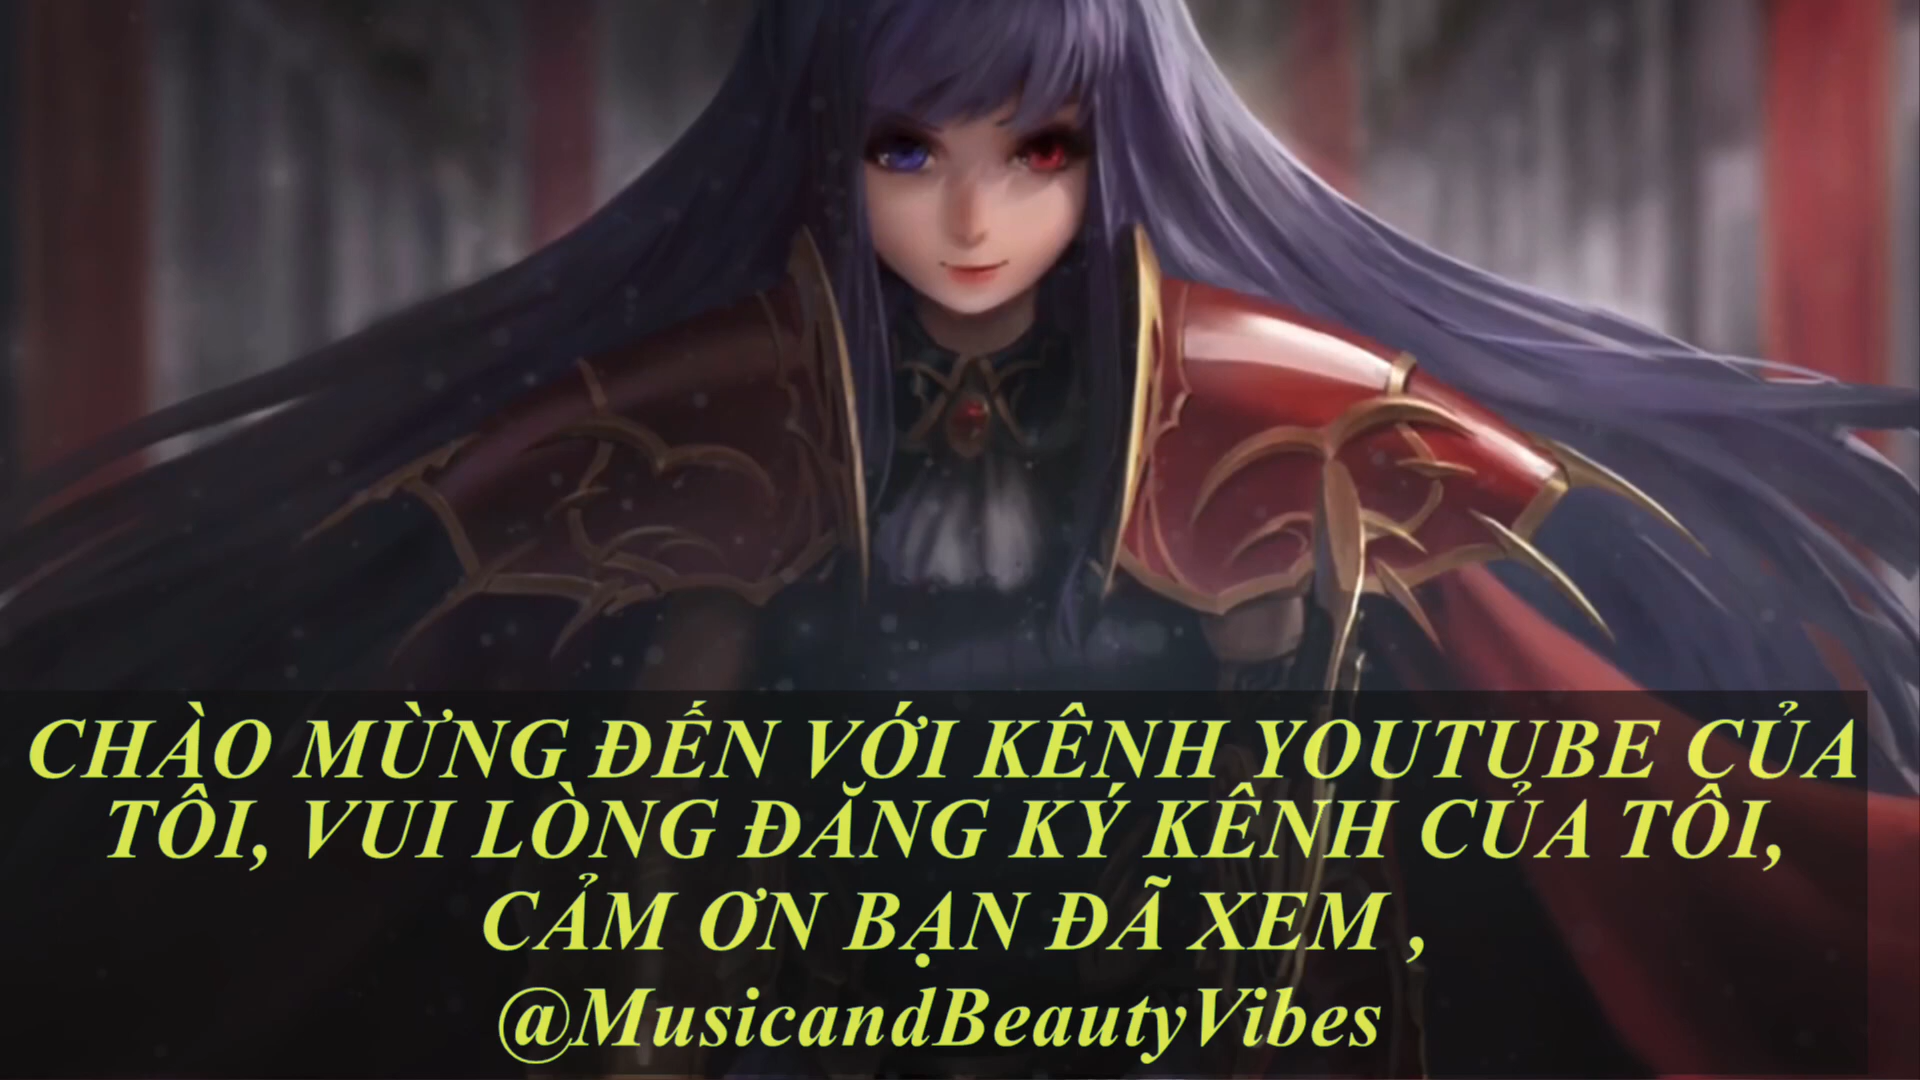 CHÀO MỪNG ĐẾN VỚI KÊNH YOUTUBE CỦA
TÔI, VUI LÒNG ĐĂNG KÝ KÊNH CỦA TÔI,
CẢM ƠN BẠN ĐÃ XEM ,
@MusicandBeautyVibes